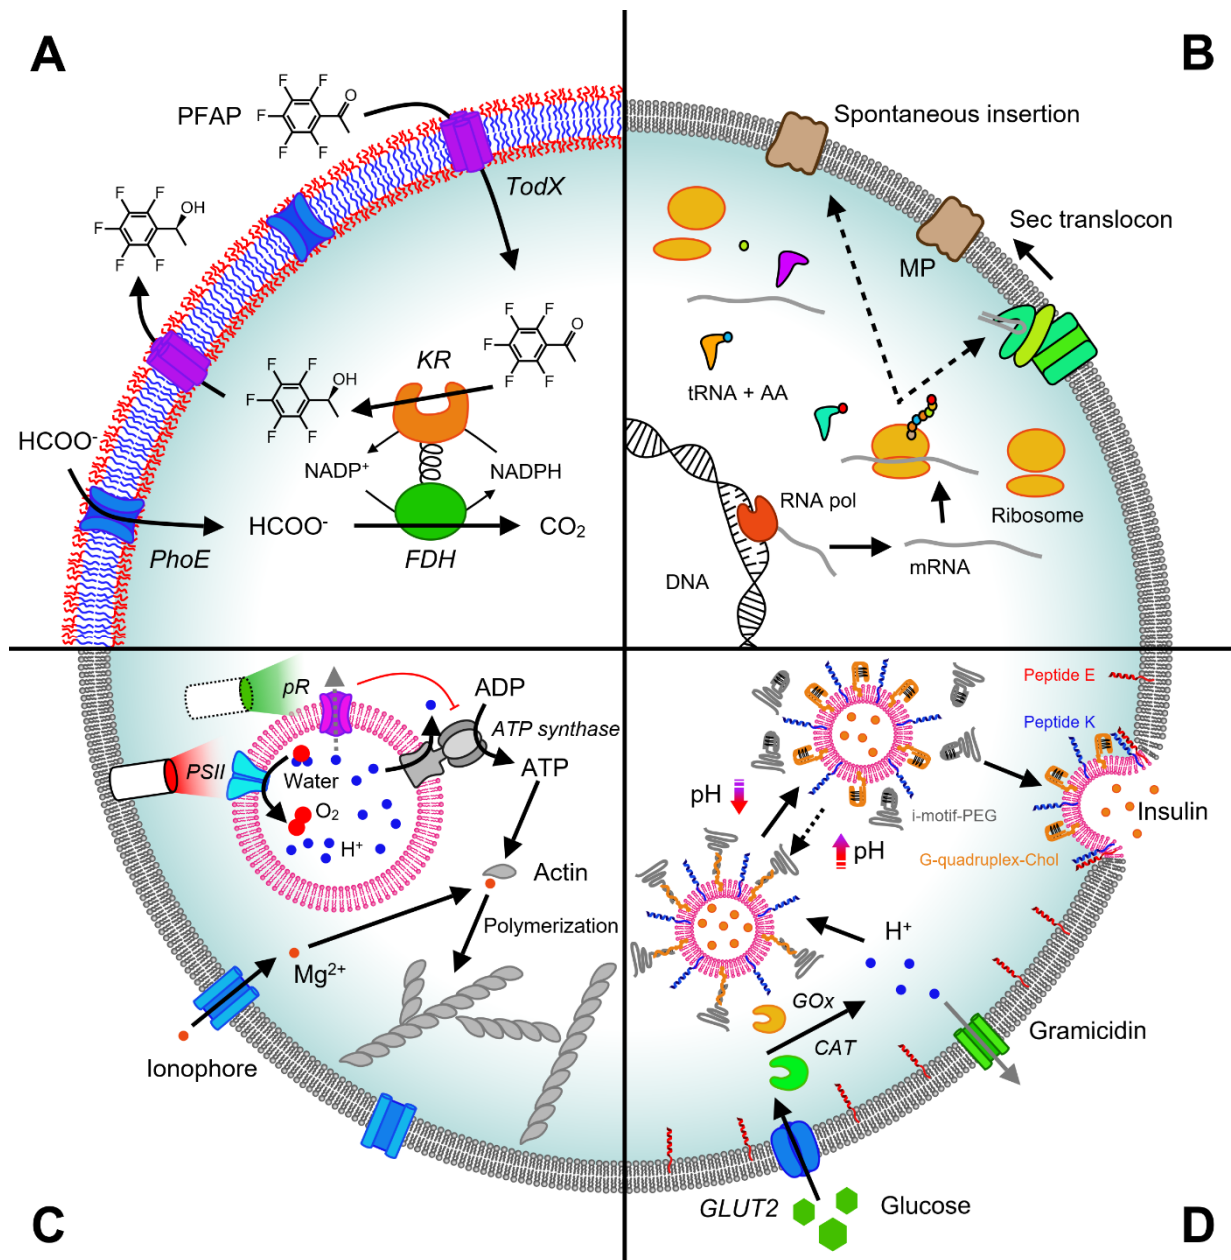 A
PFAP
F
F
F
F
F
O
TodX
F
F
F
F
F
OH
F
F
F
F
F
O
KR
F
F
F
F
F
OH
HCOO⁻
NADP⁺
NADPH
HCOO⁻
CO₂
PhoE
FDH
B
Spontaneous insertion
Sec translocon
MP
tRNA + AA
RNA pol
Ribosome
DNA
mRNA
pR
ADP
ATP synthase
PSII
Water
ATP
O₂
H⁺
Actin
Polymerization
Mg²⁺
Ionophore
C
Peptide E
Peptide K
pH
i-motif-PEG
Insulin
pH
G-quadruplex-Chol
H⁺
GOx
CAT
Gramicidin
GLUT2
Glucose
D